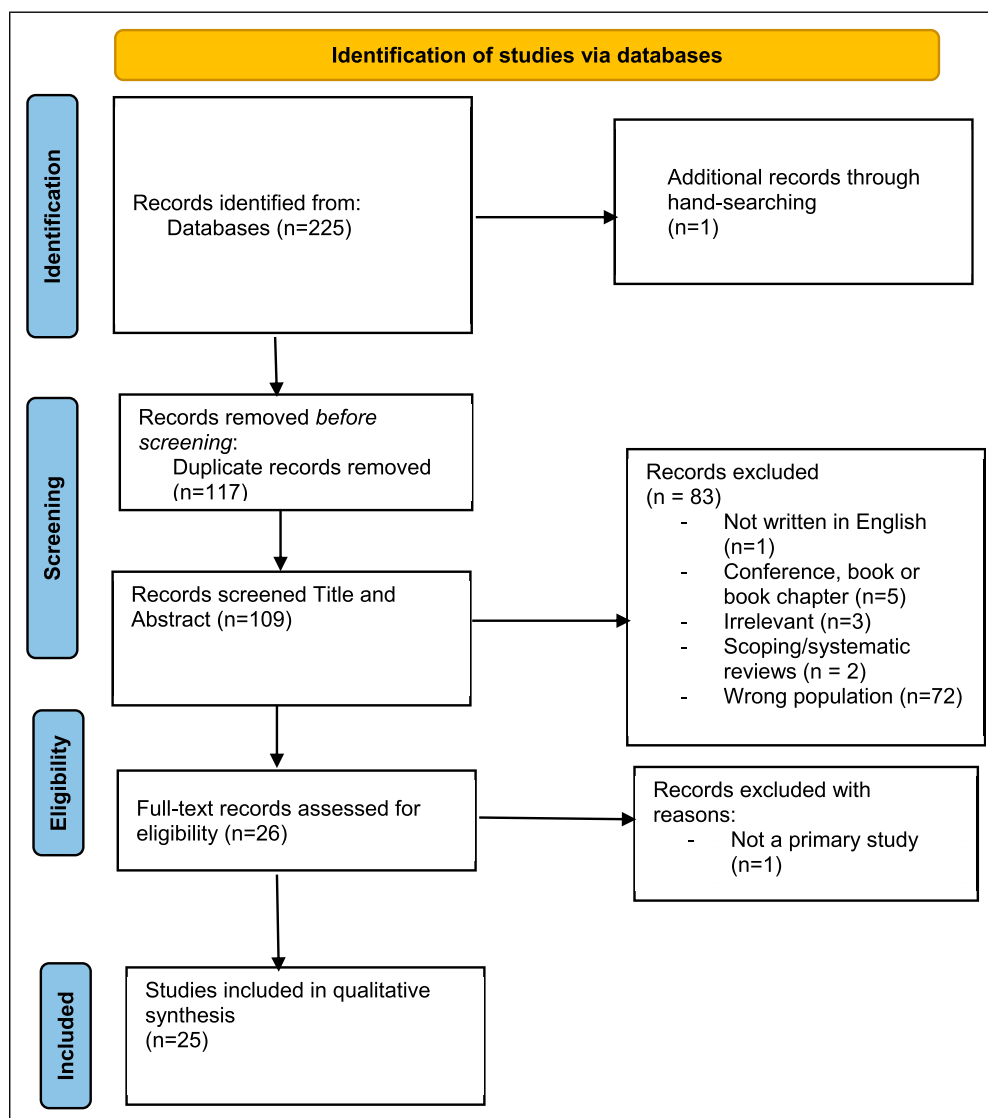 Identification of studies via databases
Identification
Records identified from:
Databases (n=225)
Additional records through
hand-searching
(n=1)
Screening
Records removed before
screening:
Duplicate records removed
(n=117)
Records screened Title and
Abstract (n=109)
Records excluded
(n = 83)
- Not written in English
(n=1)
- Conference, book or
book chapter (n=5)
- Irrelevant (n=3)
- Scoping/systematic
reviews (n = 2)
- Wrong population (n=72)
Eligibility
Full-text records assessed for
eligibility (n=26)
Records excluded with
reasons:
- Not a primary study
(n=1)
Included
Studies included in qualitative
synthesis
(n=25)